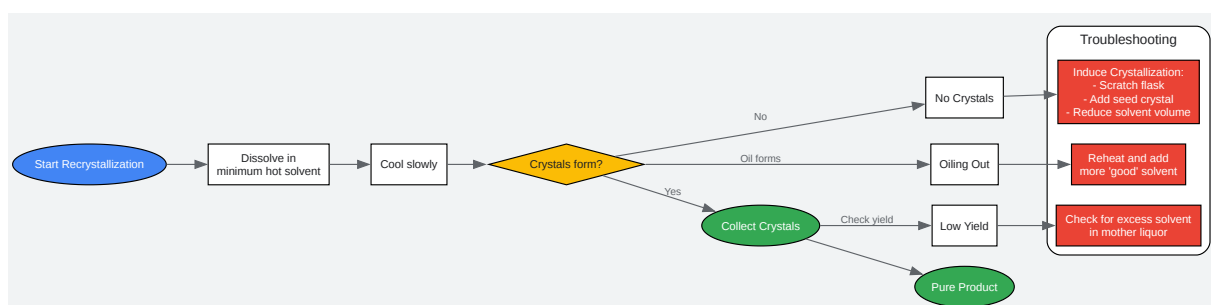 Troubleshooting
Induce Crystallization:
- Scratch flask
- Add seed crystal
- Reduce solvent volume
No Crystals
No
Start Recrystallization
Dissolve in
minimum hot solvent
Cool slowly
Crystals form?
Oil forms
Oiling Out
Reheat and add
more 'good' solvent
Yes
Collect Crystals
Check yield
Low Yield
Check for excess solvent
in mother liquor
Pure Product